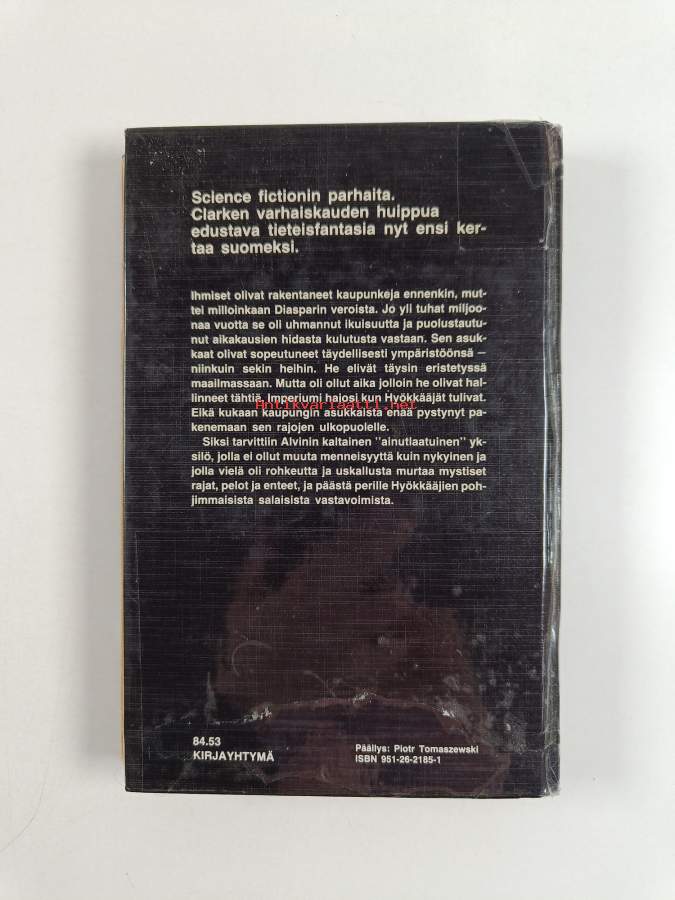 Science fictionin parhaita.
Clarken varhaiskauden huippua
edustava tieteisfantasia nyt ensi ker-
taa suomeksi.
Ihmiset olivat rakentaneet kaupunkeja ennenkin, mut-
tei milloinkaan Diasparin veroista. Jo yli tuhat miljoo-
naa vuotta se oli uhmannut ikuisuutta ja puolustautu-
nut aikakausien hidasta kulutusta vastaan. Sen asuk-
kaat olivat sopeutuneet täydellisesti ympäristöönsä –
niinkuin sekin heihin. He elivät täysin eristetyssä
maailmassaan. Mutta oli ollut aika jolloin he olivat hal-
linneet tähtiä. Imperiumi hajosi kun Hyökkääjät tulivat.
Antikvariaatti.net
Eikä kukaan kaupungin asukkaista enää pystynyt pa-
kenemaan sen rajojen ulkopuolelle.
Siksi tarvittiin Alvinin kaltainen "ainutlaatuinen" yk-
silö, jolla ei ollut muuta menneisyyttä kuin nykyinen ja
jolla vielä oli rohkeutta ja uskallusta murtaa mystiset
rajat, pelot ja enteet, ja päästä perille Hyökkääjien poh-
jimmaisista salaisista vastavoimista.
84.53
KIRJAYHTYMÄ
Päällys: Piotr Tomaszewski
ISBN 951-26-2185-1